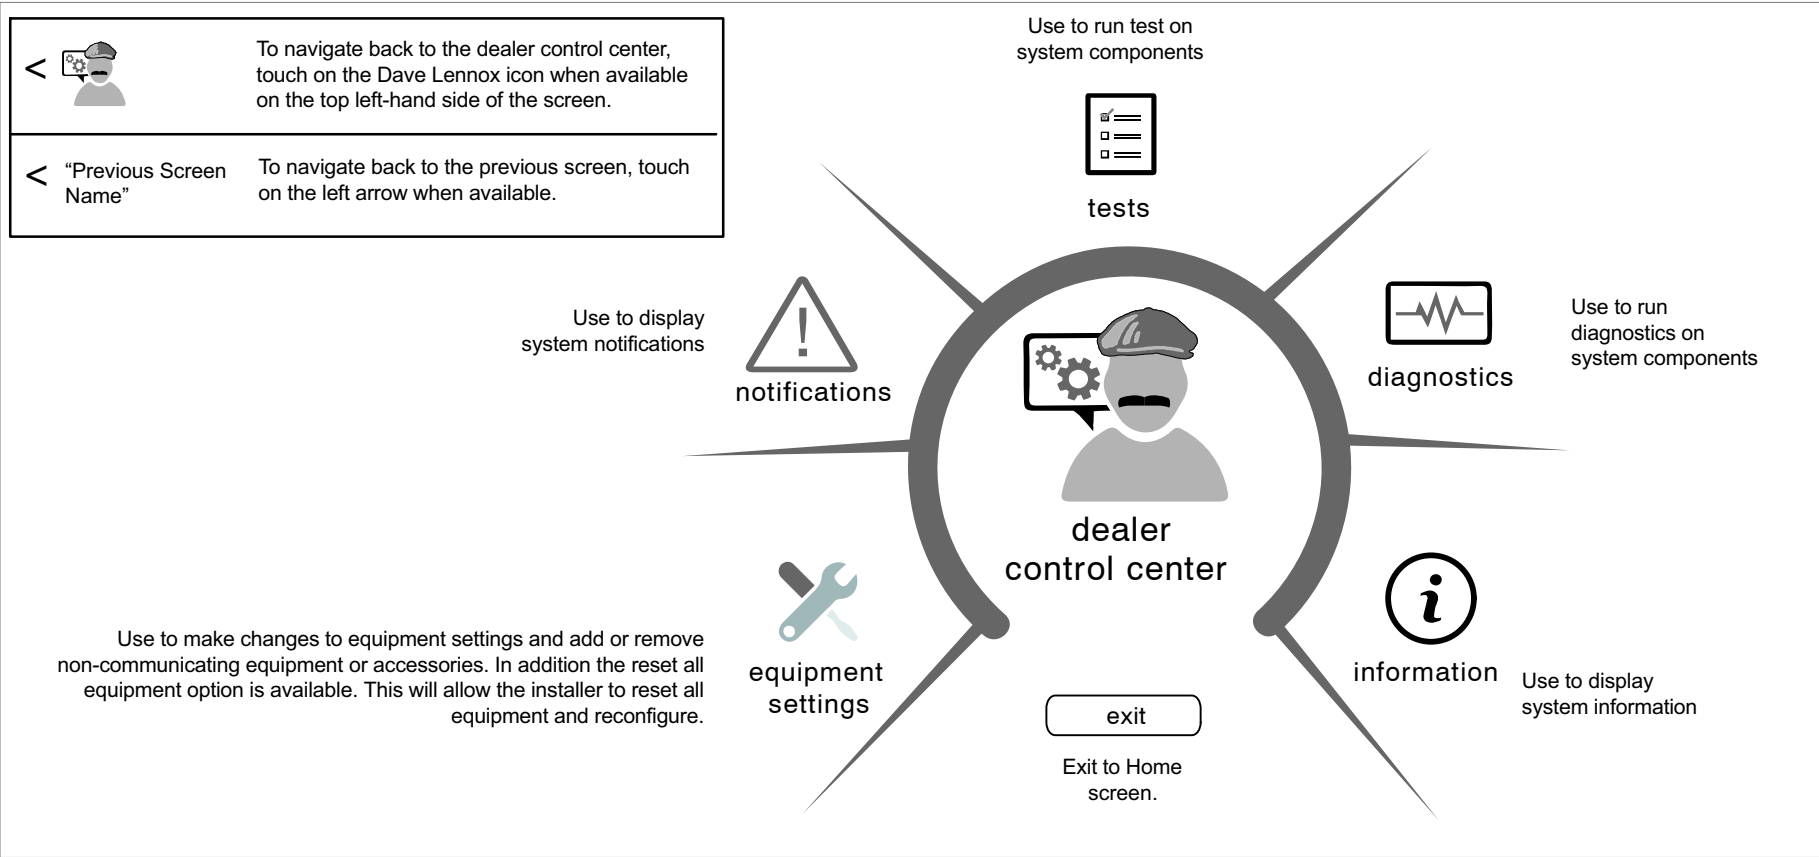 < To navigate back to the dealer control center,
touch on the Dave Lennox icon when available
on the top left-hand side of the screen.
< “Previous Screen
Name”
To navigate back to the previous screen, touch
on the left arrow when available.
Use to run test on
system components
tests
Use to display
system notifications
!
notifications
diagnostics
Use to run
diagnostics on
system components
dealer
control center
Use to make changes to equipment settings and add or remove
non-communicating equipment or accessories. In addition the reset all
equipment option is available. This will allow the installer to reset all
equipment and reconfigure.
equipment
settings
i
information
Use to display
system information
exit
Exit to Home
screen.